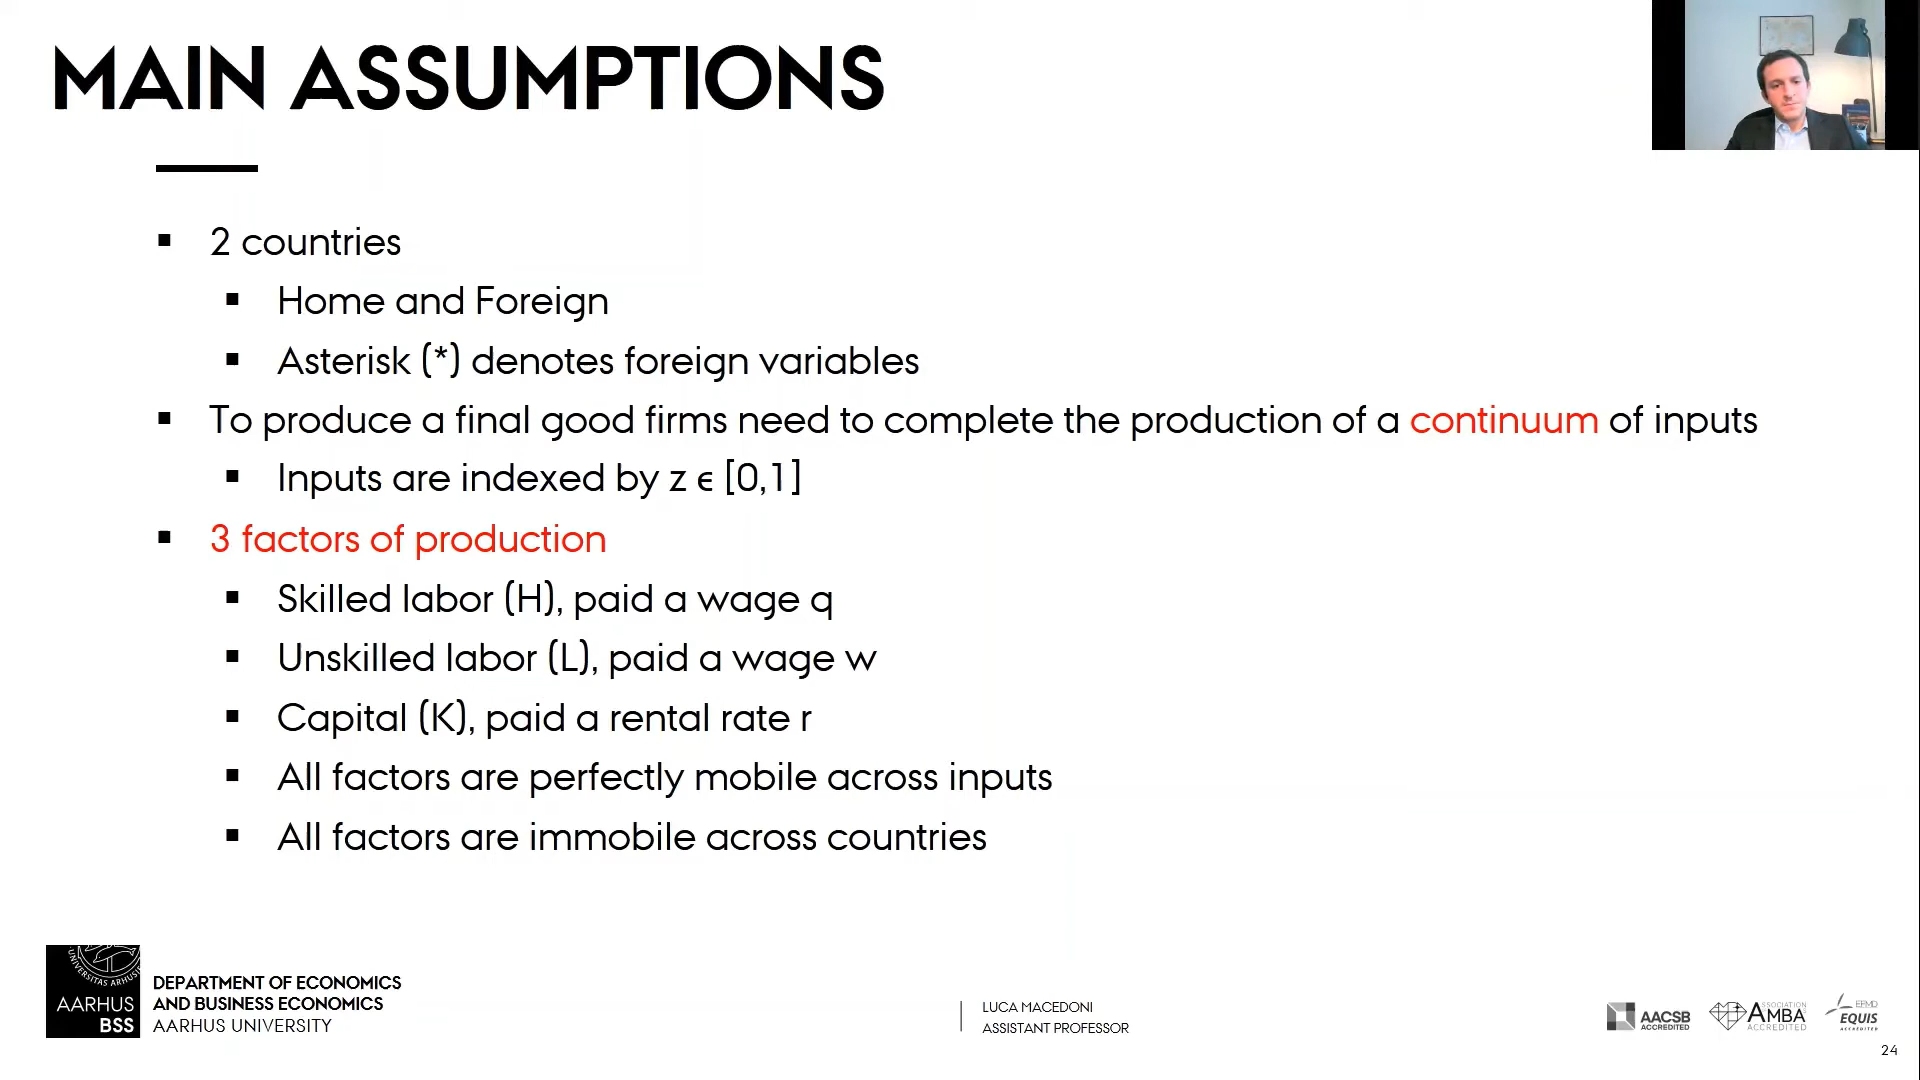 MAIN ASSUMPTIONS
▪ 2 countries
▪ Home and Foreign
▪ Asterisk (*) denotes foreign variables
▪ To produce a final good firms need to complete the production of a continuum of inputs
▪ Inputs are indexed by z ϵ [0,1]
▪ 3 factors of production
▪ Skilled labor (H), paid a wage q
▪ Unskilled labor (L), paid a wage w
▪ Capital (K), paid a rental rate r
▪ All factors are perfectly mobile across inputs
▪ All factors are immobile across countries
AARHUS
BSS
DEPARTMENT OF ECONOMICS
AND BUSINESS ECONOMICS
AARHUS UNIVERSITY
LUCA MACEDONI
ASSISTANT PROFESSOR
AACSB
ACCREDITED
ASSOCIATION
AMBA
ACCREDITED
EFMD
EQUIS
ACCREDITED
24